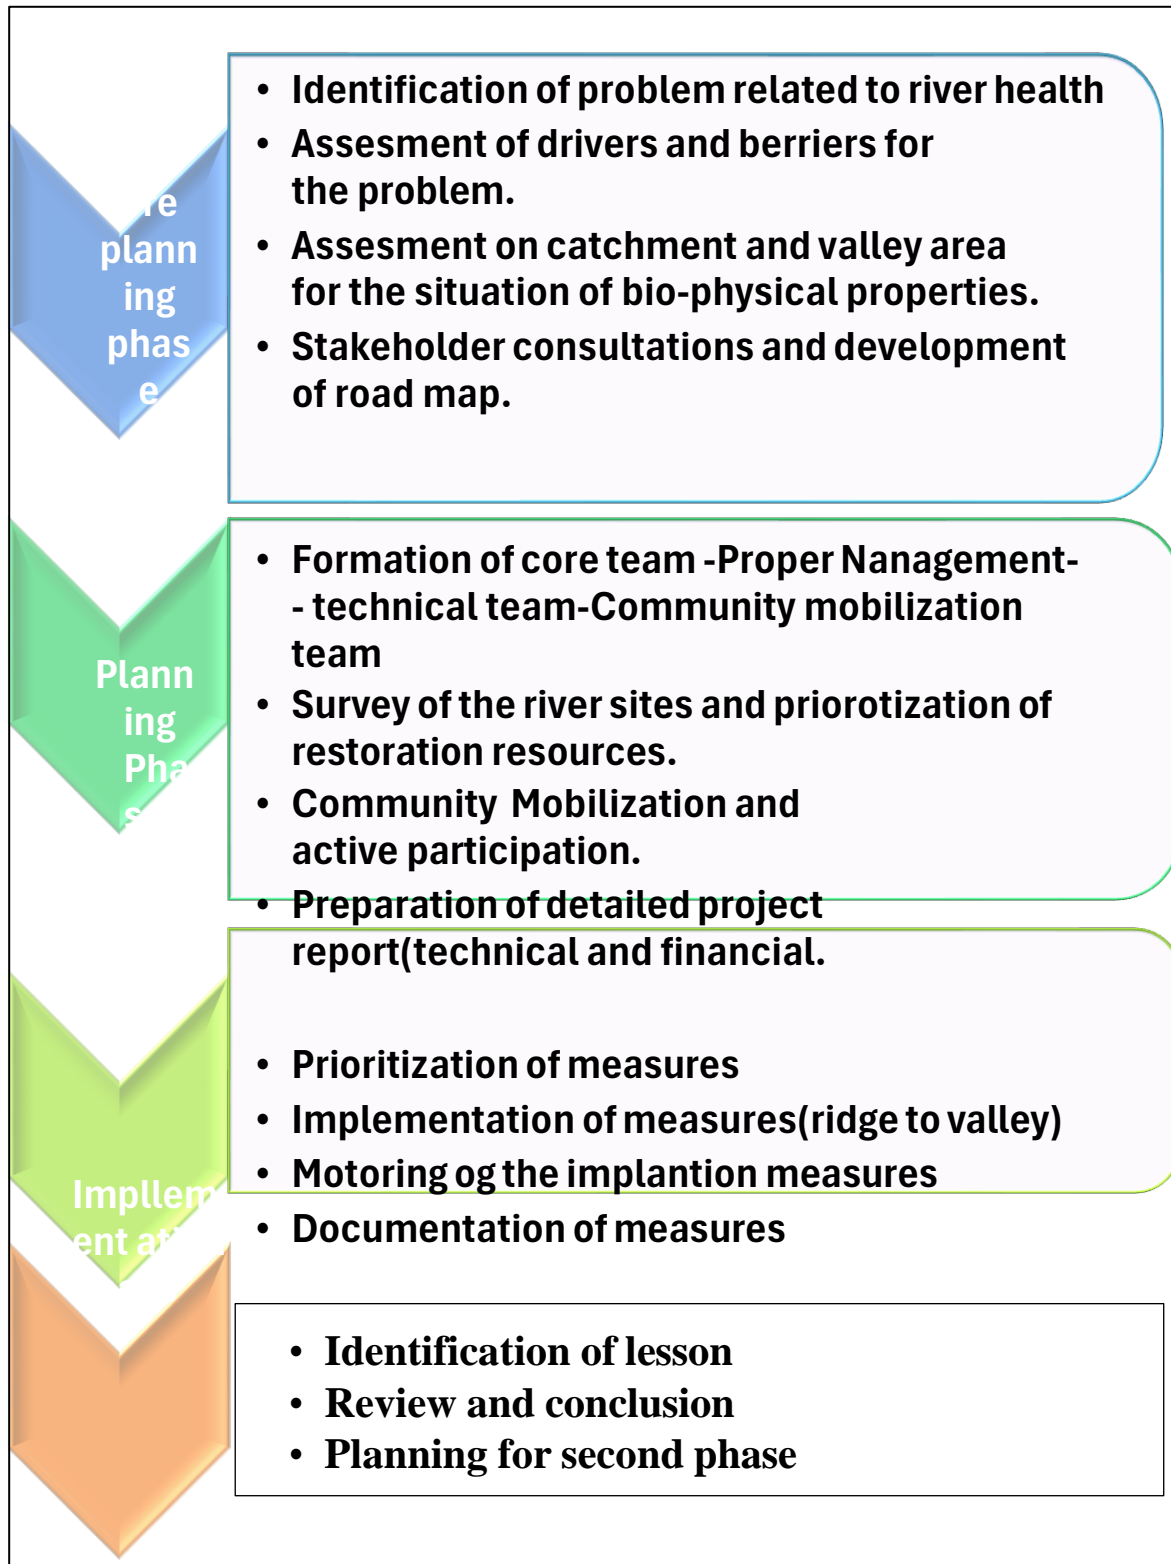 re
plann
ing
phas
e
• Identification of problem related to river health
• Assesment of drivers and berriers for
the problem.
• Assesment on catchment and valley area
for the situation of bio-physical properties.
• Stakeholder consultations and development
of road map.
Plann
ing
Pha
s
• Formation of core team -Proper Nanagement-
- technical team-Community mobilization
team
• Survey of the river sites and priorotization of
restoration resources.
• Community Mobilization and
active participation.
• Preparation of detailed project
report(technical and financial.
Impllem
ent
• Prioritization of measures
• Implementation of measures(ridge to valley)
• Motoring og the implantion measures
• Documentation of measures
• Identification of lesson
• Review and conclusion
• Planning for second phase